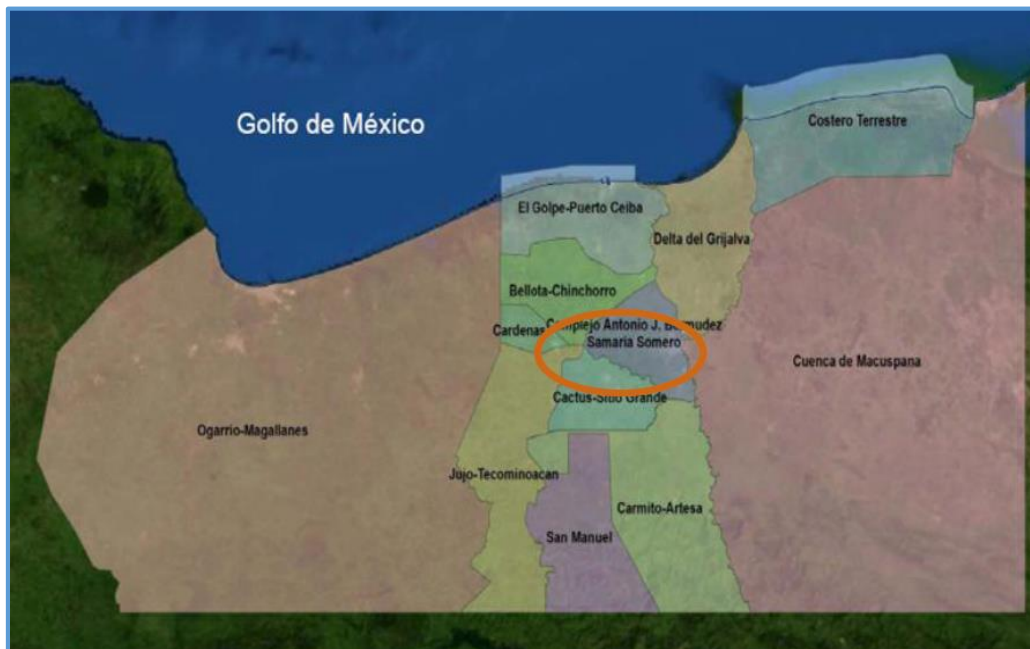 Golfo de México
Costero Terrestre
El Golpe-Puerto Ceiba
Delta del Grijalva
Bellota-Chinchorro
Cardenas
Complejo Antonio J. Bermudez
Samaria Somero
Cuenca de Macuspana
Cactus-Sitio Grande
Ogarrio-Magallanes
Jujo-Tecominoacan
Carmito-Artesa
San Manuel